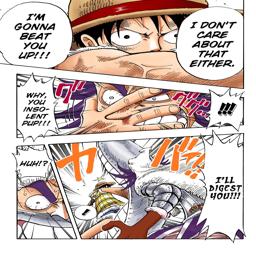 I'M
GONNA
BEAT
YOU
UP!!!
I DON'T
CARE
ABOUT
THAT
EITHER.
WHY,
YOU
INSO-
LENT
PUP!!
!!!
HUH!?
I'LL
DIGEST
YOU!!!